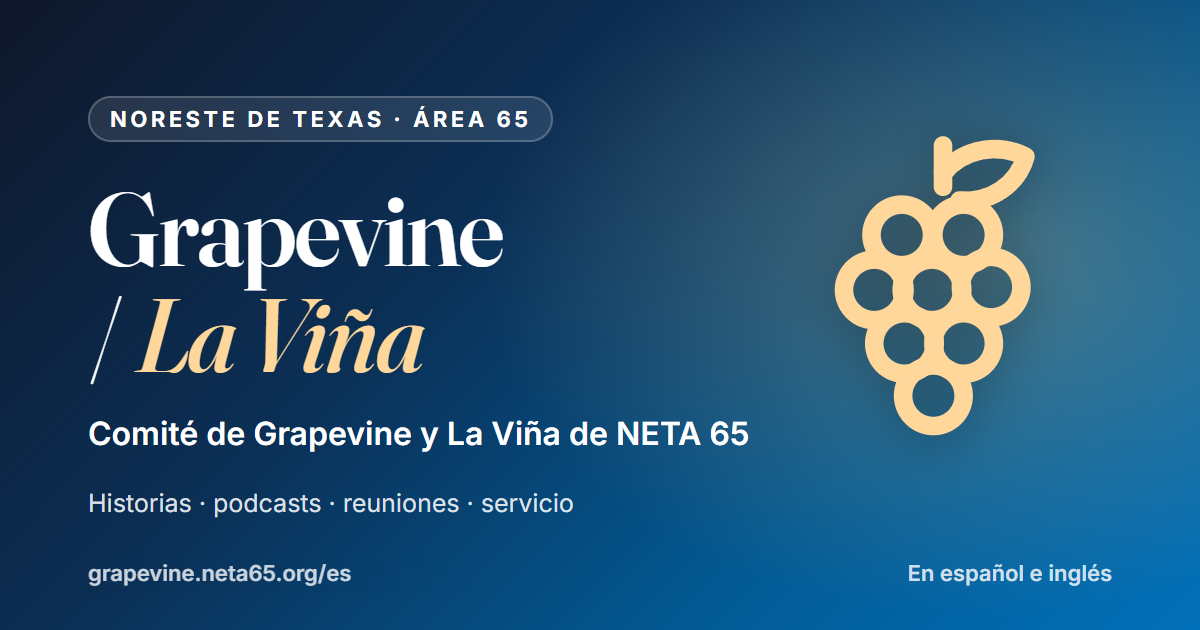 NORESTE DE TEXAS · ÁREA 65
Grapevine
/ La Viña
Comité de Grapevine y La Viña de NETA 65
Historias · podcasts · reuniones · servicio
grapevine.neta65.org/es
En español e inglés